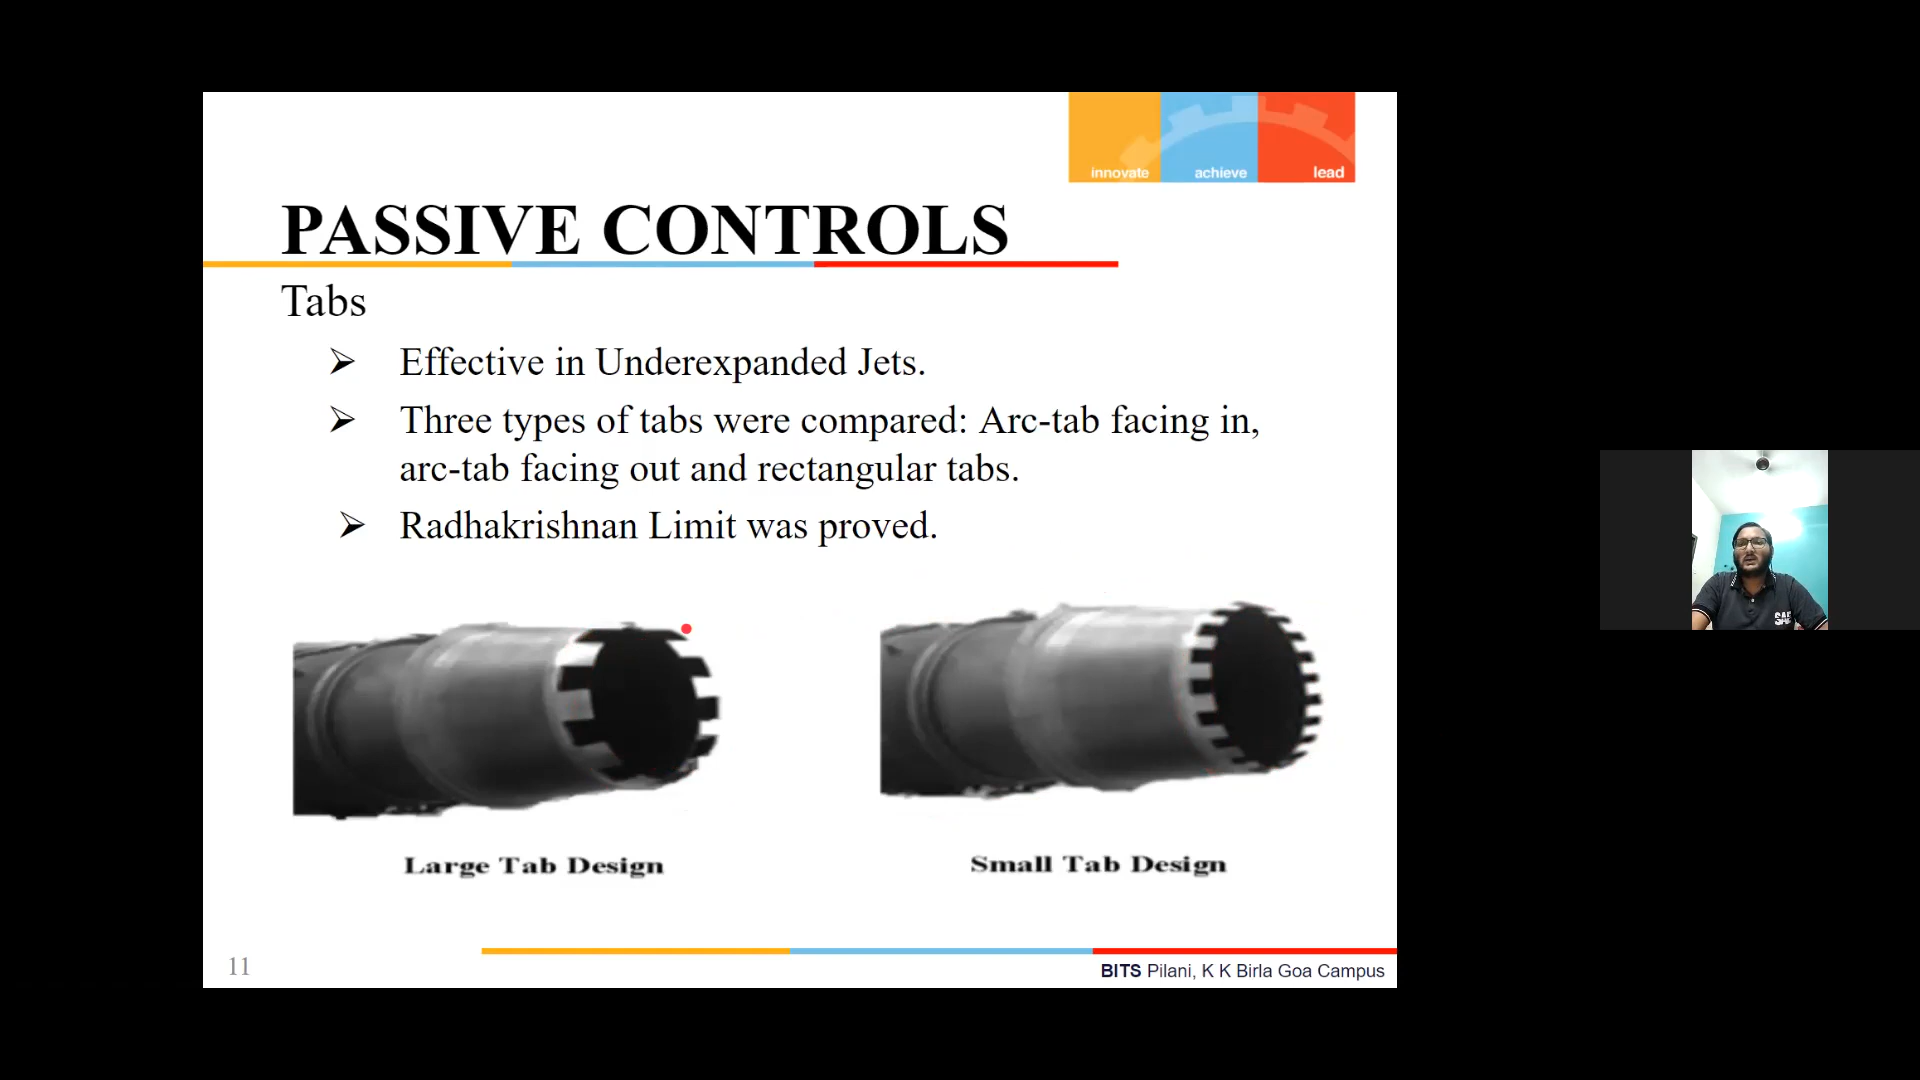 innovate achieve lead
PASSIVE CONTROLS
Tabs
➢ Effective in Underexpanded Jets.
➢ Three types of tabs were compared: Arc-tab facing in,
arc-tab facing out and rectangular tabs.
➢ Radhakrishnan Limit was proved.
Large Tab Design
Small Tab Design
11
BITS Pilani, K K Birla Goa Campus